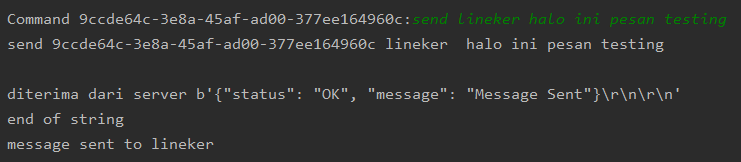 Command 9ccde64c-3e8a-45af-ad00-377ee164960c:send lineker halo ini pesan testing
send 9ccde64c-3e8a-45af-ad00-377ee164960c lineker  halo ini pesan testing
diterima dari server b'{"status": "OK", "message": "Message Sent"}\r\n\r\n'
end of string
message sent to lineker